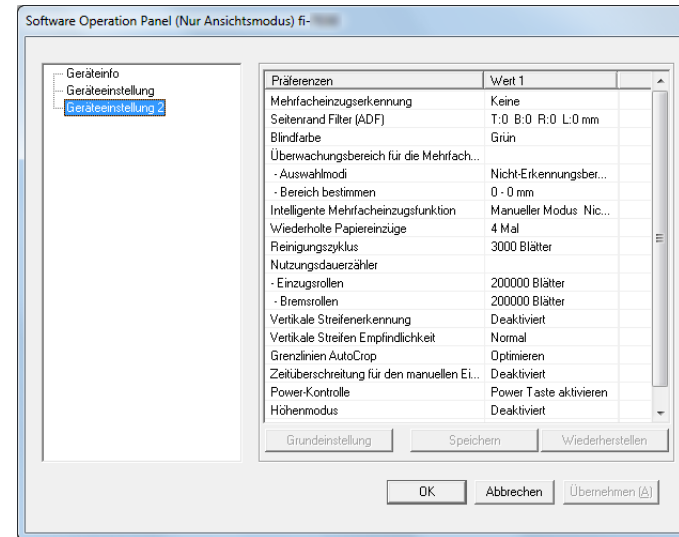 Software Operation Panel (Nur Ansichtsmodus) fi-
Geräteinfo
Geräteeinstellung
Geräteeinstellung 2
Präferenzen Wert 1
Mehrfacheinzugserkennung Keine
Seitenrand Filter (ADF) T:0 B:0 R:0 L:0 mm
Blindfarbe Grün
Überwachungsbereich für die Mehrfach...
- Auswahlmodi Nicht-Erkennungsber...
- Bereich bestimmen 0 - 0 mm
Intelligente Mehrfacheinzugsfunktion Manueller Modus Nic...
Wiederholte Papiereinzüge 4 Mal
Reinigungszyklus 3000 Blätter
Nutzungsdauerzähler
- Einzugsrollen 200000 Blätter
- Bremsrollen 200000 Blätter
Vertikale Streifenerkennung Deaktiviert
Vertikale Streifen Empfindlichkeit Normal
Grenzlinien AutoCrop Optimieren
Zeitüberschreitung für den manuellen Ei... Deaktiviert
Power-Kontrolle Power Taste aktivieren
Höhenmodus Deaktiviert
Grundeinstellung Speichern Wiederherstellen
OK Abbrechen Übernehmen (A)